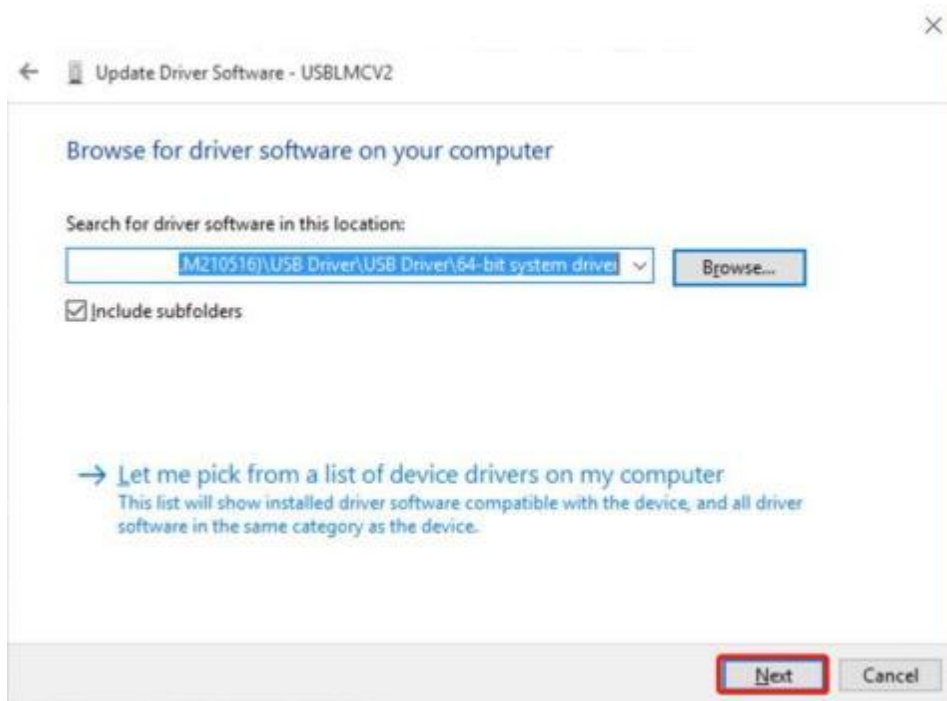 Update Driver Software - USBLMCV2
Browse for driver software on your computer
Search for driver software in this location:
.M210516)\USB Driver\USB Driver\64-bit system driver
Browse...
Include subfolders
Let me pick from a list of device drivers on my computer
This list will show installed driver software compatible with the device, and all driver
software in the same category as the device.
Next
Cancel